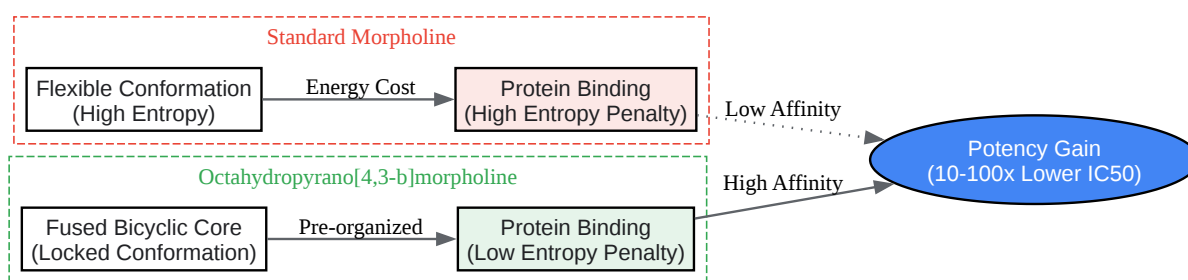 Standard Morpholine
Flexible Conformation
(High Entropy)
Energy Cost
Protein Binding
(High Entropy Penalty)
Low Affinity
Octahydropyrano[4,3-b]morpholine
Fused Bicyclic Core
(Locked Conformation)
Pre-organized
Protein Binding
(Low Entropy Penalty)
High Affinity
Potency Gain
(10-100x Lower IC50)